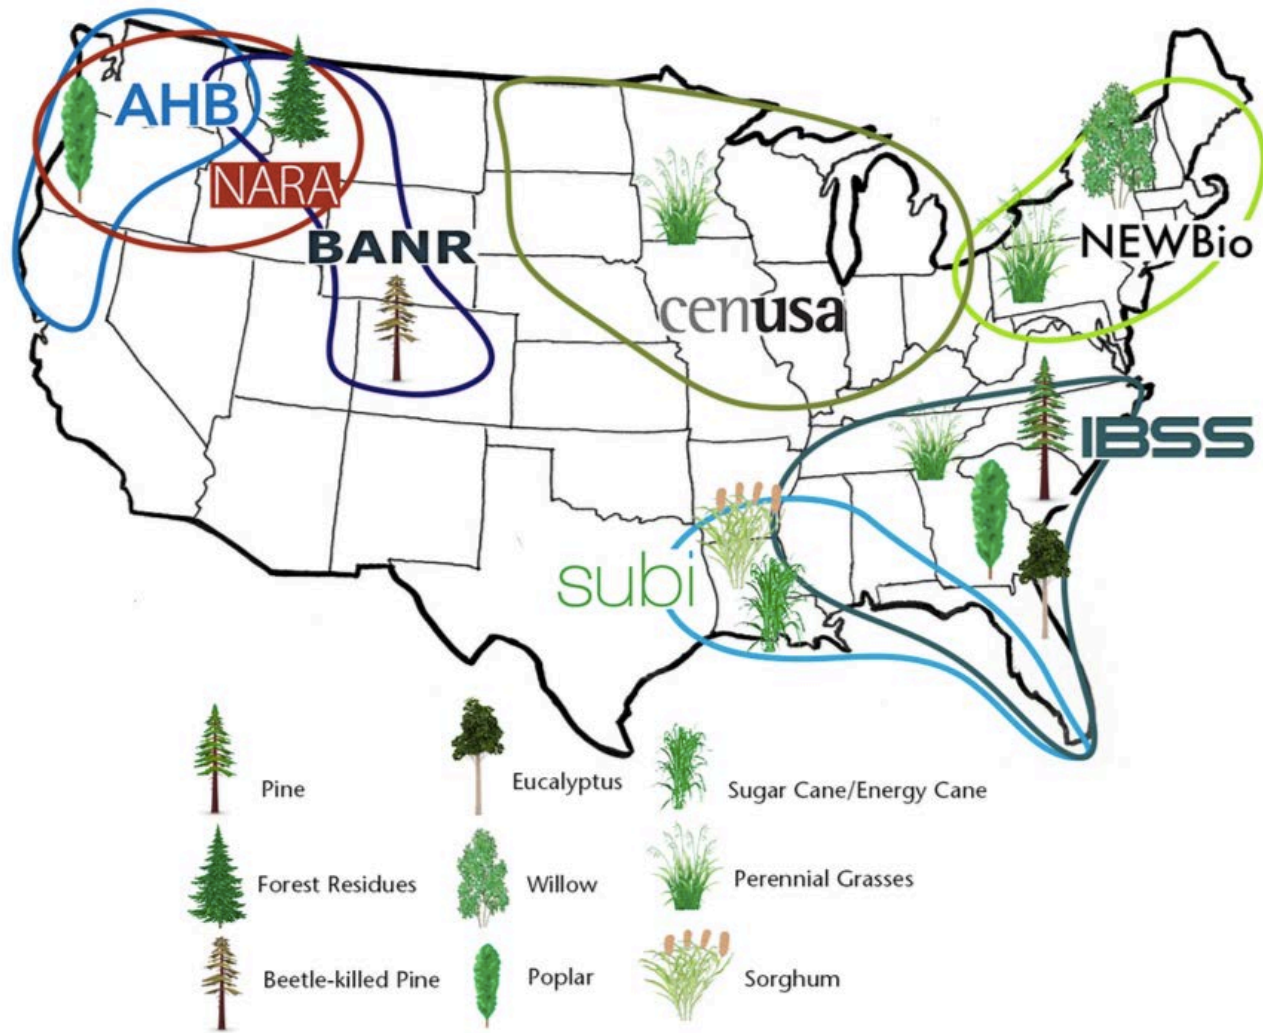 AHB
NARA
BANR
cenusa
NEWBio
IBSS
subi
Pine
Eucalyptus
Sugar Cane/Energy Cane
Forest Residues
Willow
Perennial Grasses
Beetle-killed Pine
Poplar
Sorghum